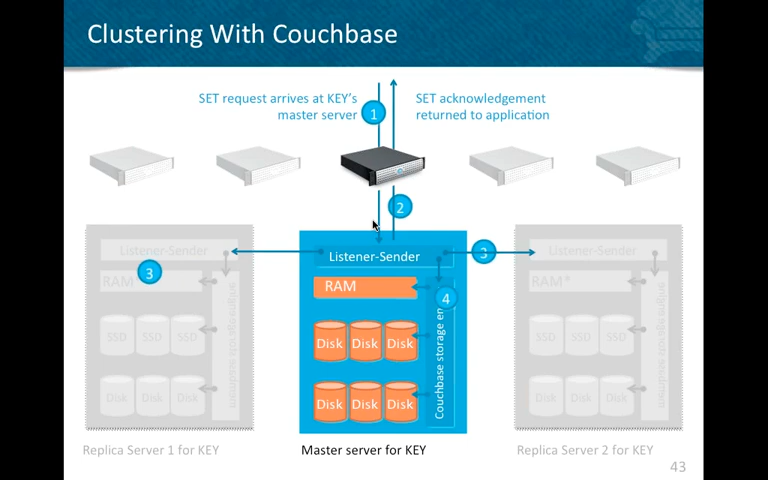 Clustering With Couchbase
SET request arrives at KEY's
master server
1
SET acknowledgement
returned to application
2
Listener-Sender
Listener-Sender
3
Listener-Sender
3
RAM
RAM
4
RAM*
SSD SSD SSD
Disk Disk Disk
SSD SSD SSD
Disk Disk Disk
Disk Disk Disk
Disk Disk Disk
Couchbase storage en
Replica Server 1 for KEY
Master server for KEY
Replica Server 2 for KEY
43